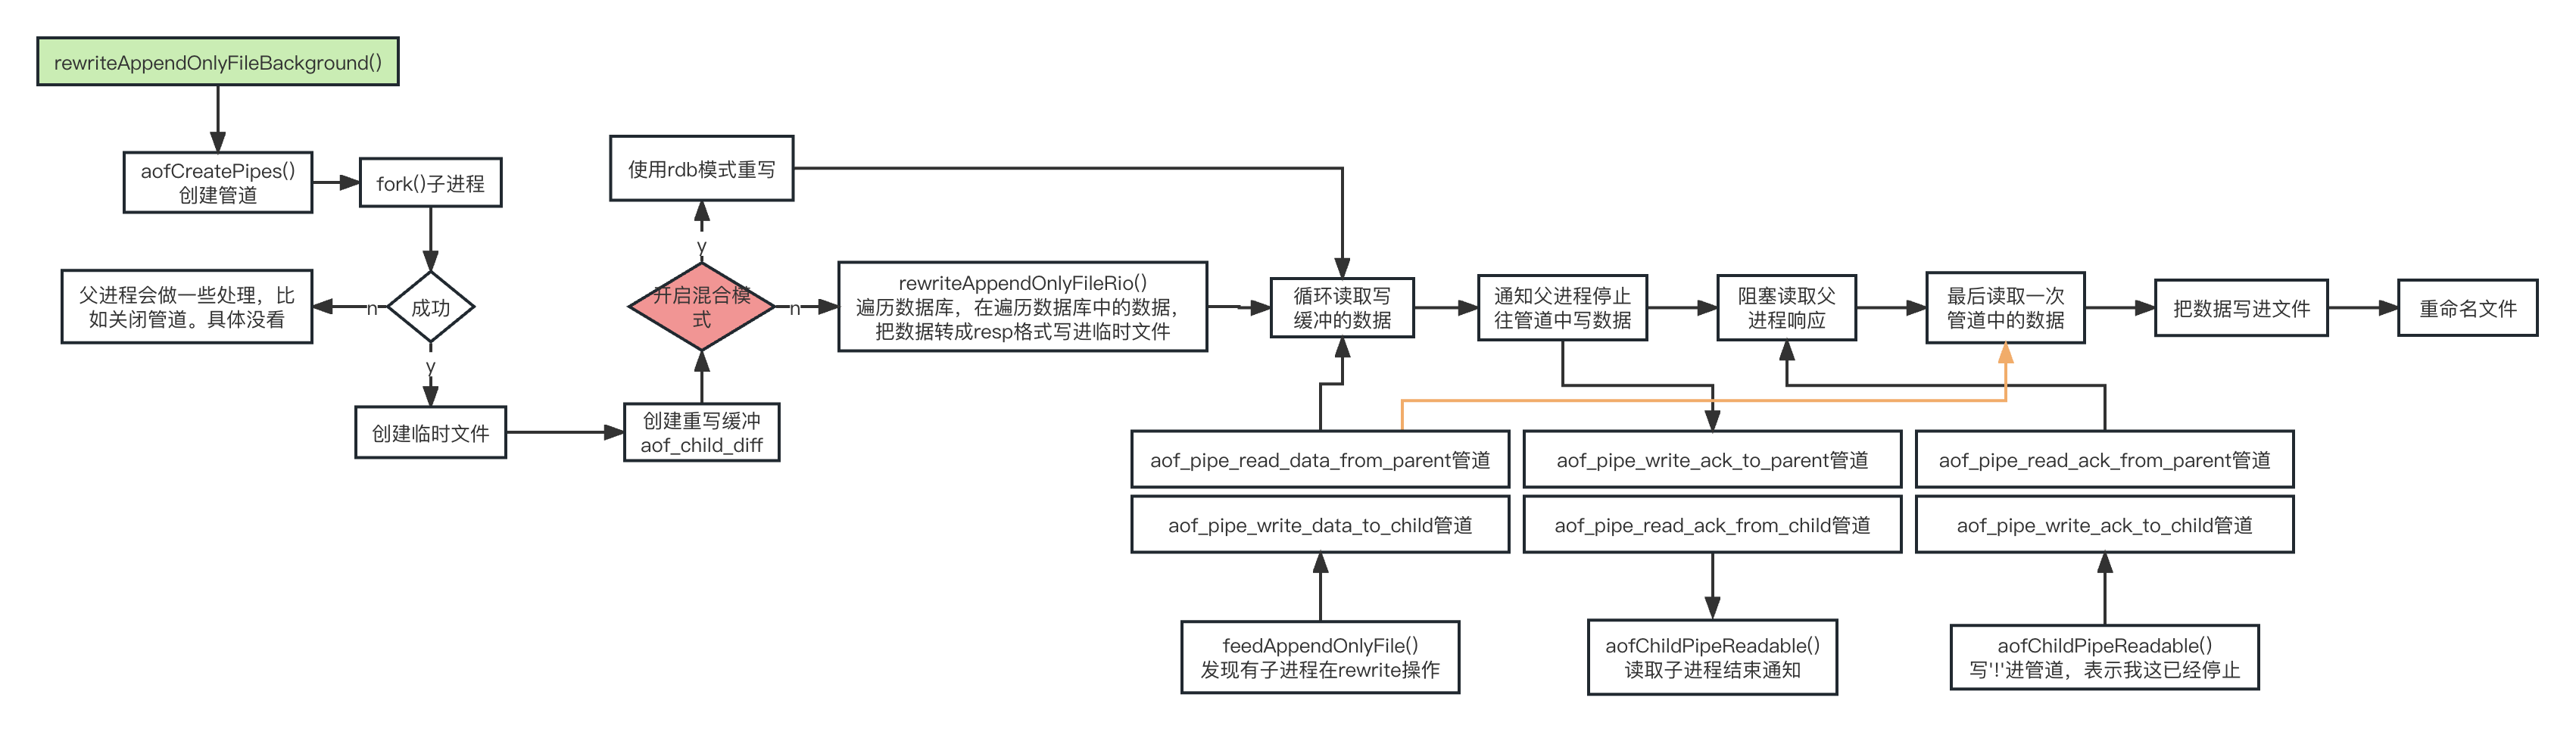 rewriteAppendOnlyFileBackground()
aofCreatePipes()
创建管道
fork()子进程
成功
n
父进程会做一些处理，比
如关闭管道。具体没看
y
创建临时文件
创建重写缓冲
aof_child_diff
开启混合模
式
y
使用rdb模式重写
n
rewriteAppendOnlyFileRio()
遍历数据库，在遍历数据库中的数据，
把数据转成resp格式写进临时文件
循环读取写
缓冲的数据
通知父进程停止
往管道中写数据
阻塞读取父
进程响应
最后读取一次
管道中的数据
把数据写进文件
重命名文件
aof_pipe_read_data_from_parent管道
aof_pipe_write_ack_to_parent管道
aof_pipe_read_ack_from_parent管道
aof_pipe_write_data_to_child管道
aof_pipe_read_ack_from_child管道
aof_pipe_write_ack_to_child管道
feedAppendOnlyFile()
发现有子进程在rewrite操作
aofChildPipeReadable()
读取子进程结束通知
aofChildPipeReadable()
写'!'进管道，表示我这已经停止